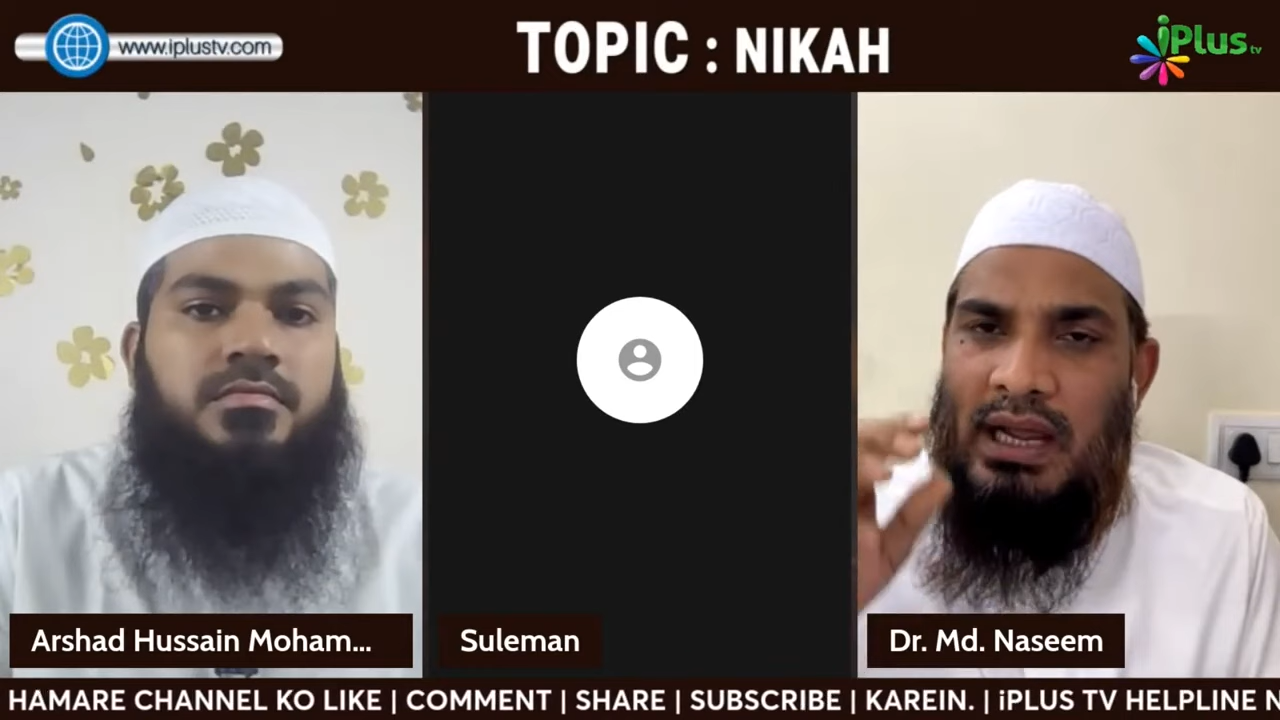 www.iplustv.com
TOPIC : NIKAH
iPlus tv
Arshad Hussain Moham...
Suleman
Dr. Md. Naseem
HAMARE CHANNEL KO LIKE | COMMENT | SHARE | SUBSCRIBE | KAREIN. | iPLUS TV HELPLINE N